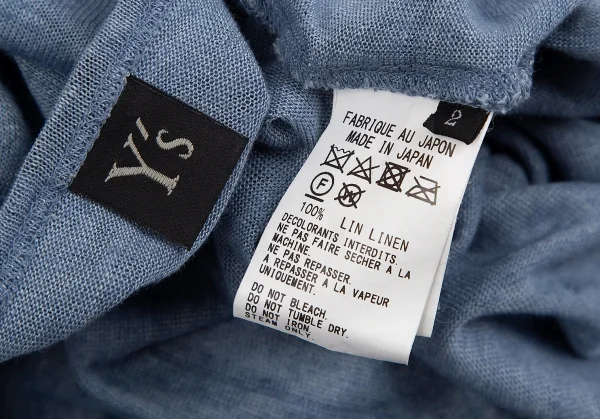 Y's
2
FABRIQUE AU JAPON
MADE IN JAPAN
F W
100% LIN LINEN
DECOLORANTS INTERDITS.
NE PAS FAIRE SECHER A LA
MACHINE.
NE PAS REPASSER.
A REPASSER A LA VAPEUR
UNIQUEMENT.
DO NOT BLEACH.
DO NOT TUMBLE DRY.
DO NOT IRON.
STEAM ONLY.